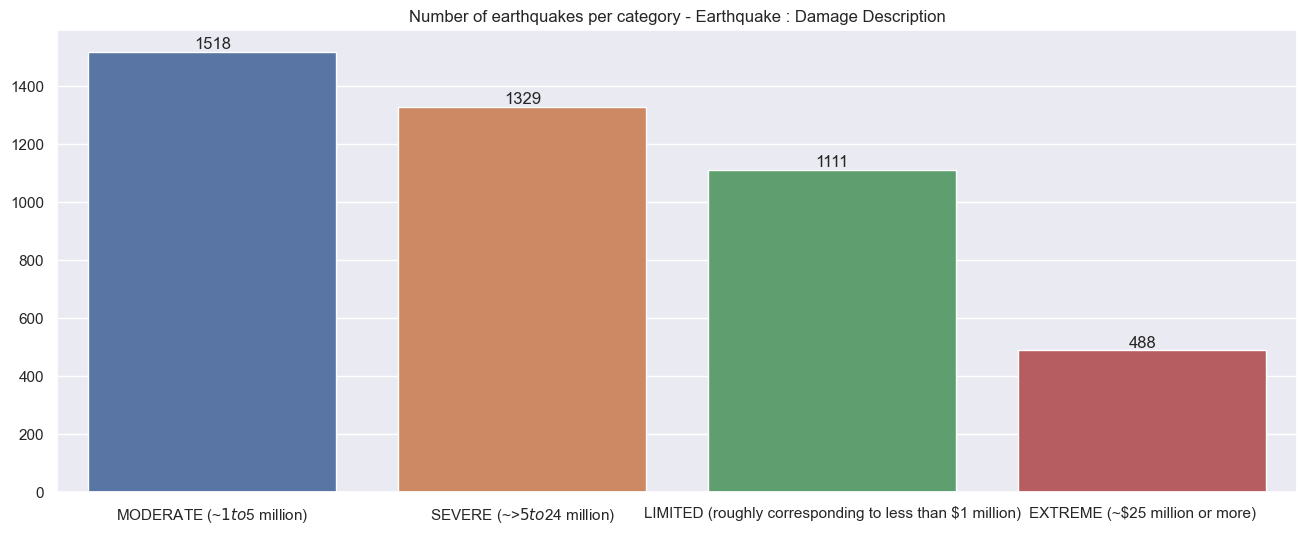 Number of earthquakes per category - Earthquake : Damage Description
1518
1329
1111
488
1400
1200
1000
800
600
400
200
0
MODERATE (~1to5 million)
SEVERE (~>5to24 million)
LIMITED (roughly corresponding to less than $1 million)
EXTREME (~$25 million or more)